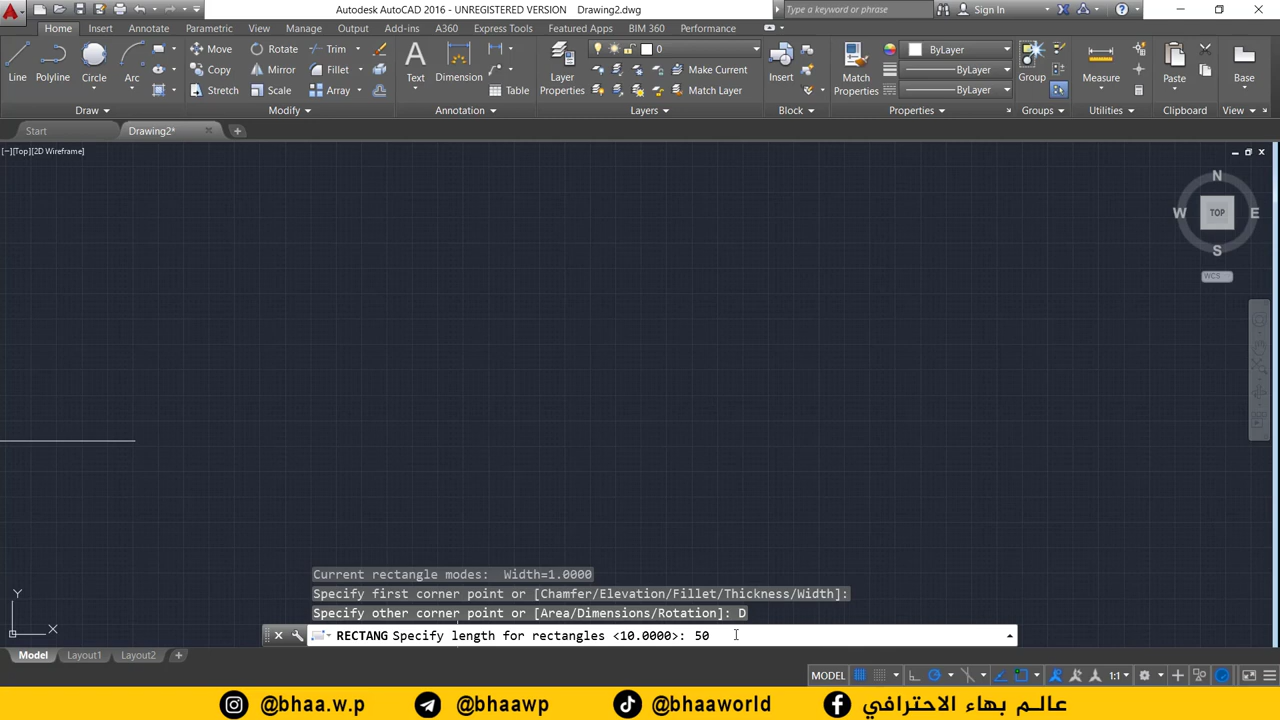 Autodesk AutoCAD 2016 - UNREGISTERED VERSION Drawing2.dwg
Type a keyword or phrase
Sign In
Home Insert Annotate Parametric View Manage Output Add-ins A360 Express Tools Featured Apps BIM 360 Performance
Line Polyline Circle Arc
Move Rotate Trim
Copy Mirror Fillet
Stretch Scale Array
Text Dimension Table
Layer Properties
0
Make Current
Match Layer
Insert
Match Properties
ByLayer
ByLayer
ByLayer
Group
Measure
Paste
Base
Draw Modify Annotation Layers Block Properties Groups Utilities Clipboard View
Start Drawing2*
[−][Top][2D Wireframe]
N
W TOP E
S
WCS
Current rectangle modes: Width=1.0000
Specify first corner point or [Chamfer/Elevation/Fillet/Thickness/Width]:
Specify other corner point or [Area/Dimensions/Rotation]: D
RECTANG Specify length for rectangles <10.0000>: 50
Y
X
Model Layout1 Layout2
MODEL 1:1
@bhaa.w.p @bhaawp @bhaaworld عالم بهاء الاحترافي